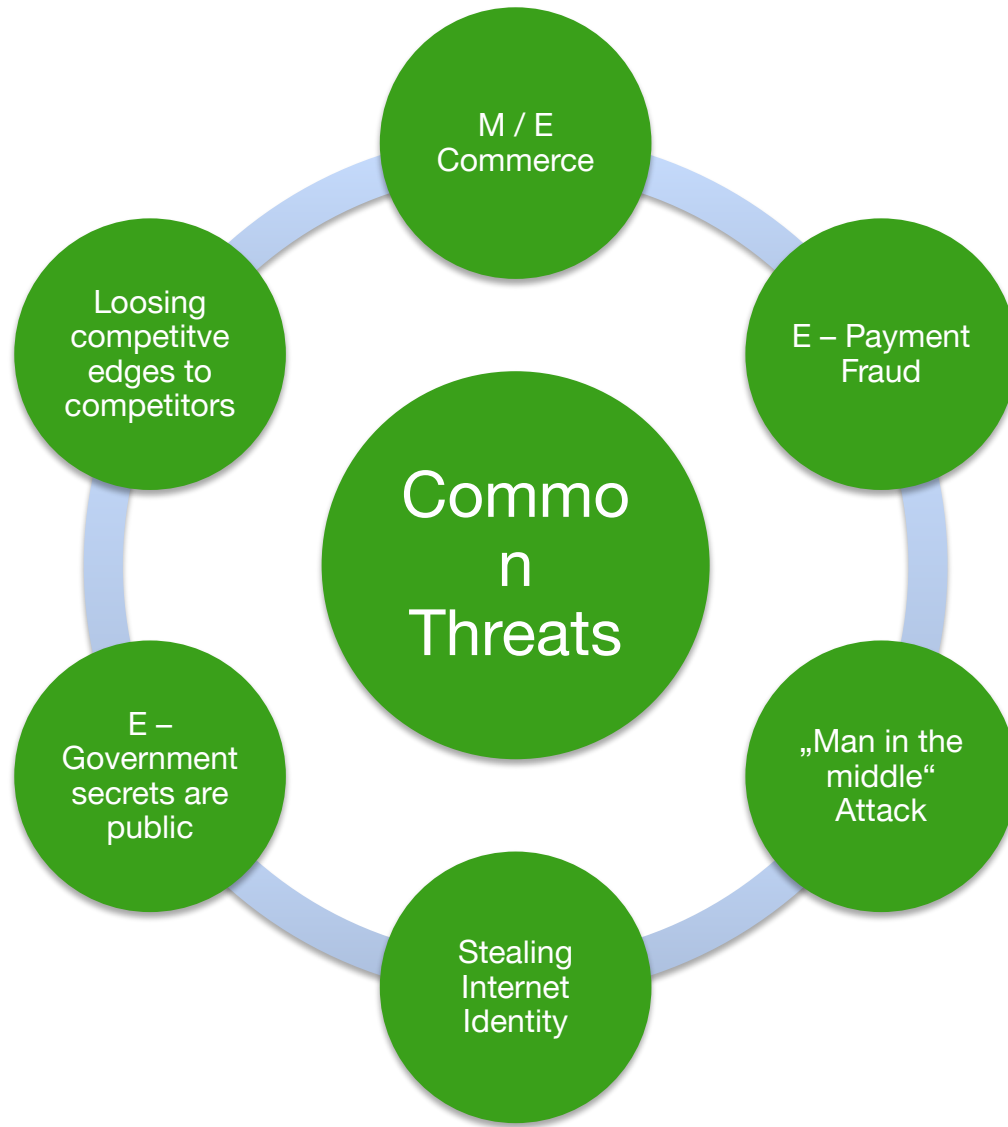 M / E
Commerce
E – Payment
Fraud
„Man in the
middle“
Attack
Stealing
Internet
Identity
E –
Government
secrets are
public
Loosing
competitve
edges to
competitors
Commo
n
Threats